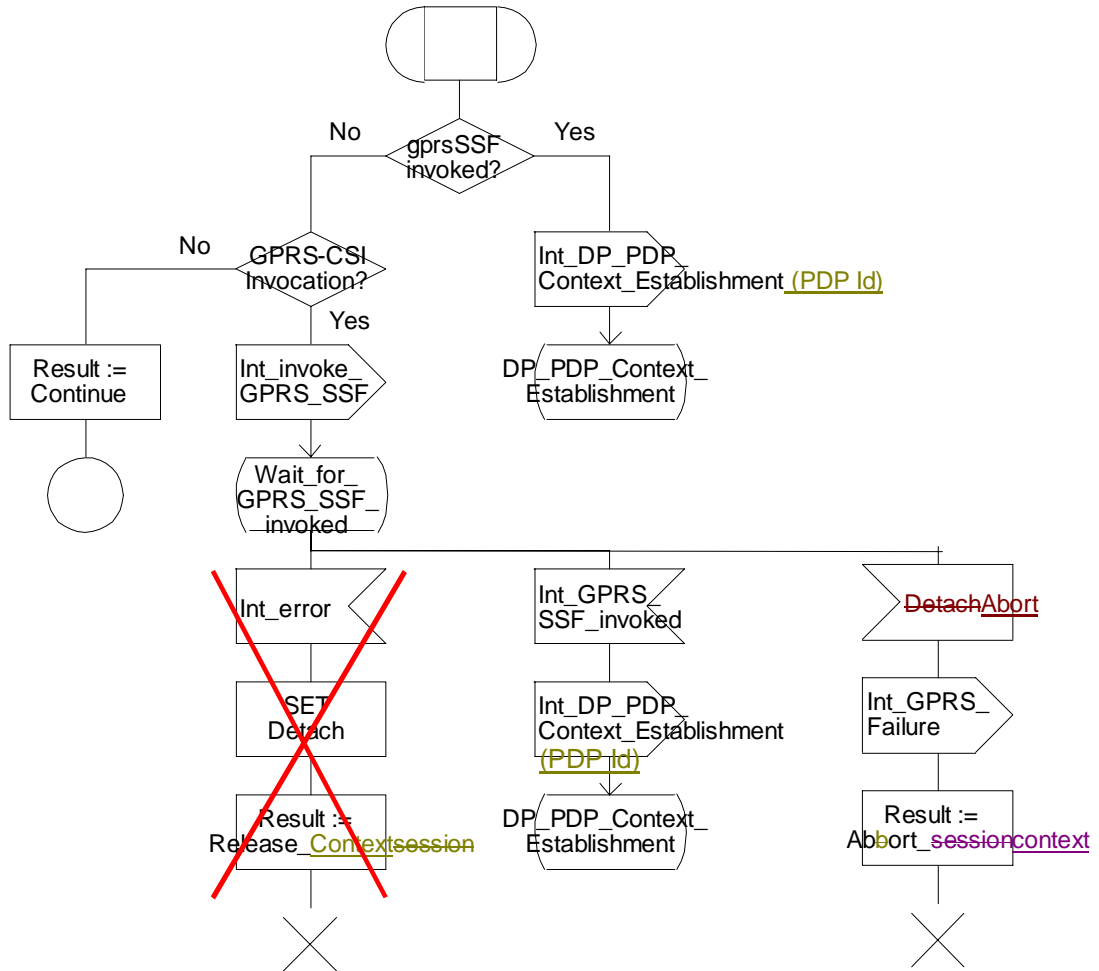 No
Yes
gprsSSF
invoked?
No
GPRS-CSI
Invocation?
Yes
Int_DP_PDP_
Context_Establishment (PDP Id)
Result :=
Continue
Int_invoke_
GPRS_SSF
DP_PDP_Context_
Establishment
Wait_for_
GPRS_SSF_
invoked
Int_error
Int_GPRS_
SSF_invoked
DetachAbort
SET
Detach
Int_DP_PDP_
Context_Establishment
(PDP Id)
Int_GPRS_
Failure
Result :=
Release_Contextsession
DP_PDP_Context_
Establishment
Result :=
Abbort_sessioncontext